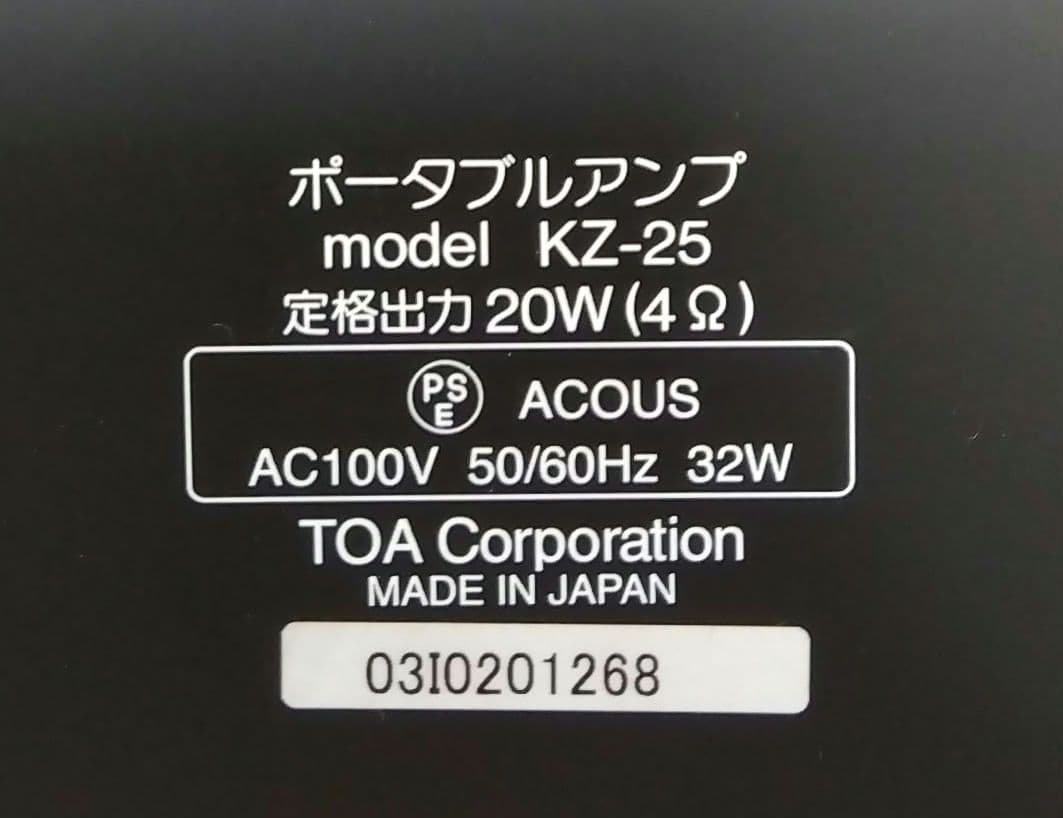 ポータブルアンプ
model KZ-25
定格出力 20W (4Ω)
PSE ACOUS
AC100V 50/60Hz 32W
TOA Corporation
MADE IN JAPAN
03I0201268